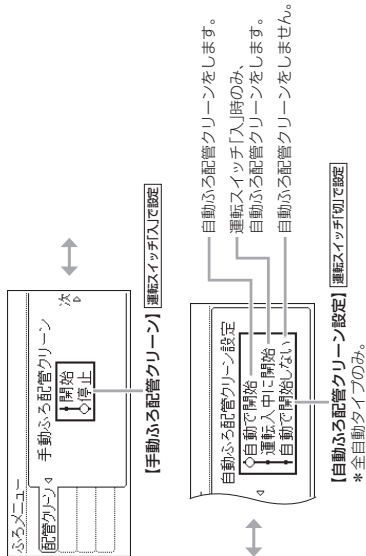 ふろメニュー
配管クリーン
手動ふろ配管クリーン
開始
停止
次
【手動ふろ配管クリーン】 運転スイッチ「入」で設定
自動ふろ配管クリーン設定
自動で開始
運転入中に開始
自動で開始しない
自動ふろ配管クリーンをします。
運転スイッチ「入」時のみ、
自動ふろ配管クリーンをします。
自動ふろ配管クリーンをしません。
【自動ふろ配管クリーン設定】 運転スイッチ「切」で設定
*全自動タイプのみ。